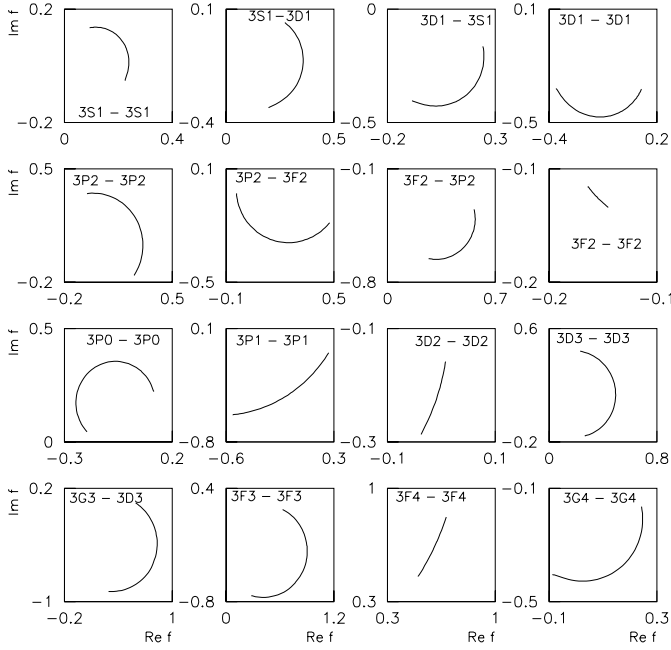 Im f
0.2
-0.2
0
0.4
3S1 - 3S1
0.1
-0.4
0
0.5
3S1-3D1
0
-0.5
-0.2
0.3
3D1 - 3S1
0.1
-0.5
-0.4
0.2
3D1 - 3D1
Im f
0.5
-0.2
-0.2
0.5
3P2 - 3P2
0.1
-0.5
-0.1
0.5
3P2 - 3F2
-0.1
-0.8
0
0.7
3F2 - 3P2
-0.1
-0.2
-0.2
-0.1
3F2 - 3F2
Im f
0.5
0
-0.3
0.2
3P0 - 3P0
0.1
-0.8
-0.6
0.3
3P1 - 3P1
-0.1
-0.3
-0.1
0.1
3D2 - 3D2
0.6
-0.2
0
0.8
3D3 - 3D3
Im f
0.2
-1
-0.2
1
3G3 - 3D3
Re f
0.4
-0.8
0
1.2
3F3 - 3F3
Re f
1
0.3
0.3
1
3F4 - 3F4
Re f
-0.1
-0.5
-0.1
0.3
3G4 - 3G4
Re f